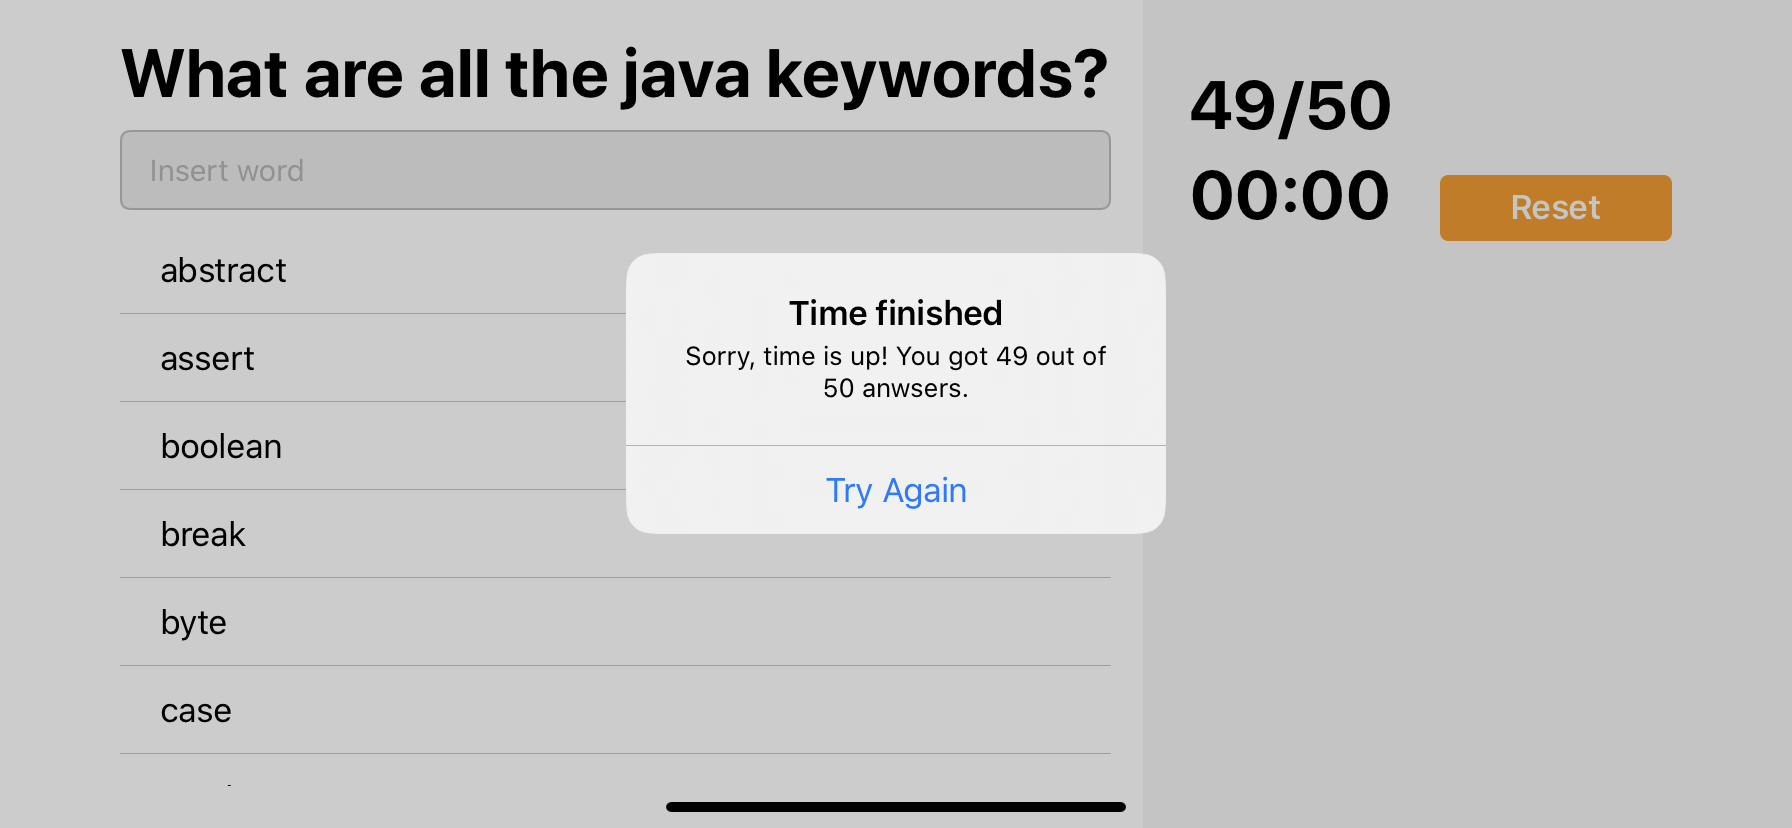 What are all the java keywords?
49/50
Insert word
00:00
Reset
abstract
assert
boolean
break
byte
case
Time finished
Sorry, time is up! You got 49 out of
50 anwsers.
Try Again